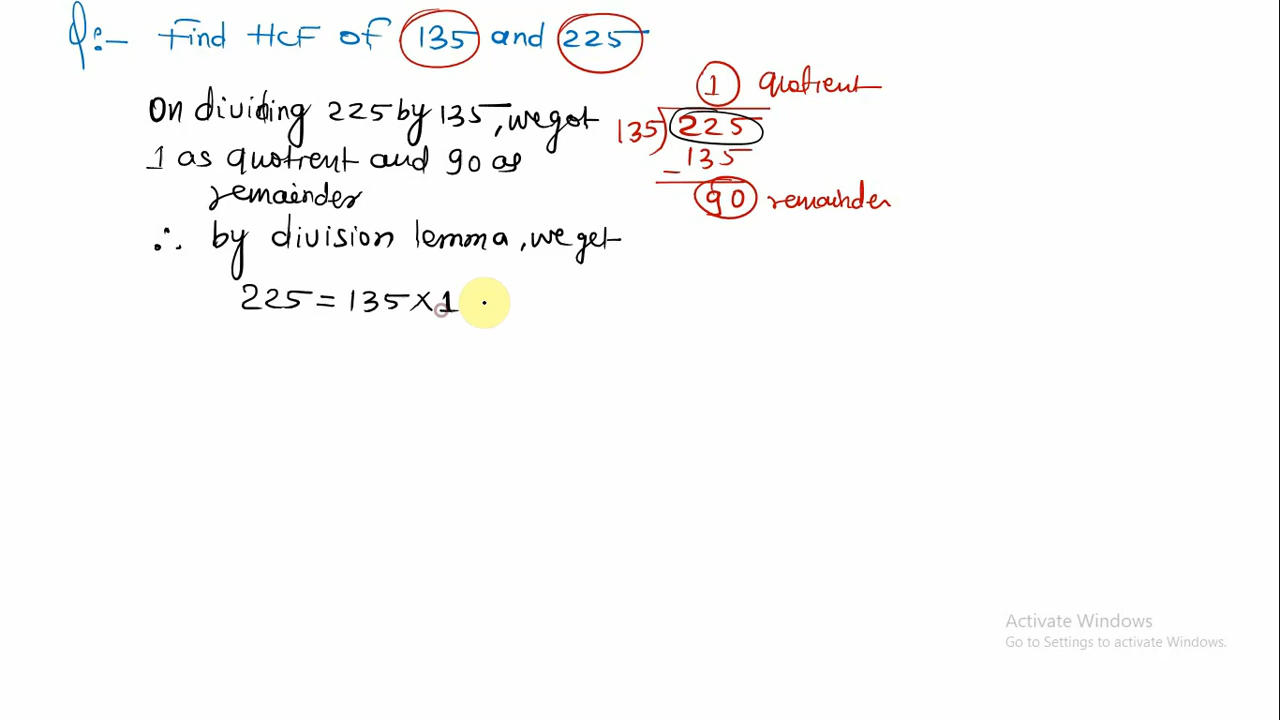 Q:- Find HCF of 135 and 225
On dividing 225 by 135, we got
1 as quotient and 90 as
remainder
∴ by division lemma, we get
225 = 135 × 1
1 quotient
135)225
- 135
90 remainder
Activate Windows
Go to Settings to activate Windows.